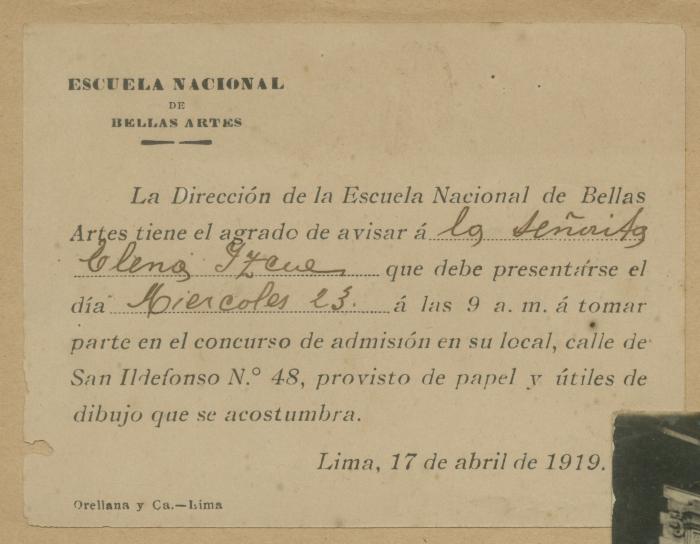 ESCUELA NACIONAL
DE
BELLAS ARTES
La Dirección de la Escuela Nacional de Bellas
Artes tiene el agrado de avisar á la señorita
Elena Izcue que debe presentárse el
día Miercoles 23. á las 9 a. m. á tomar
parte en el concurso de admisión en su local, calle de
San Ildefonso N.° 48, provisto de papel y útiles de
dibujo que se acostumbra.
Lima, 17 de abril de 1919.
Orellana y Ca.—Lima